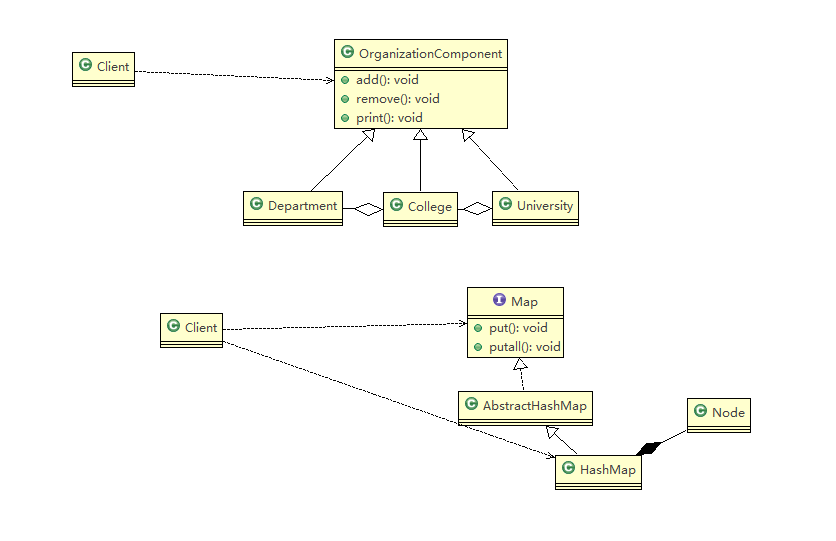 C OrganizationComponent
add(): void
remove(): void
print(): void
C Client
C Department
C College
C University
I Map
put(): void
putall(): void
C Client
C AbstractHashMap
C Node
C HashMap